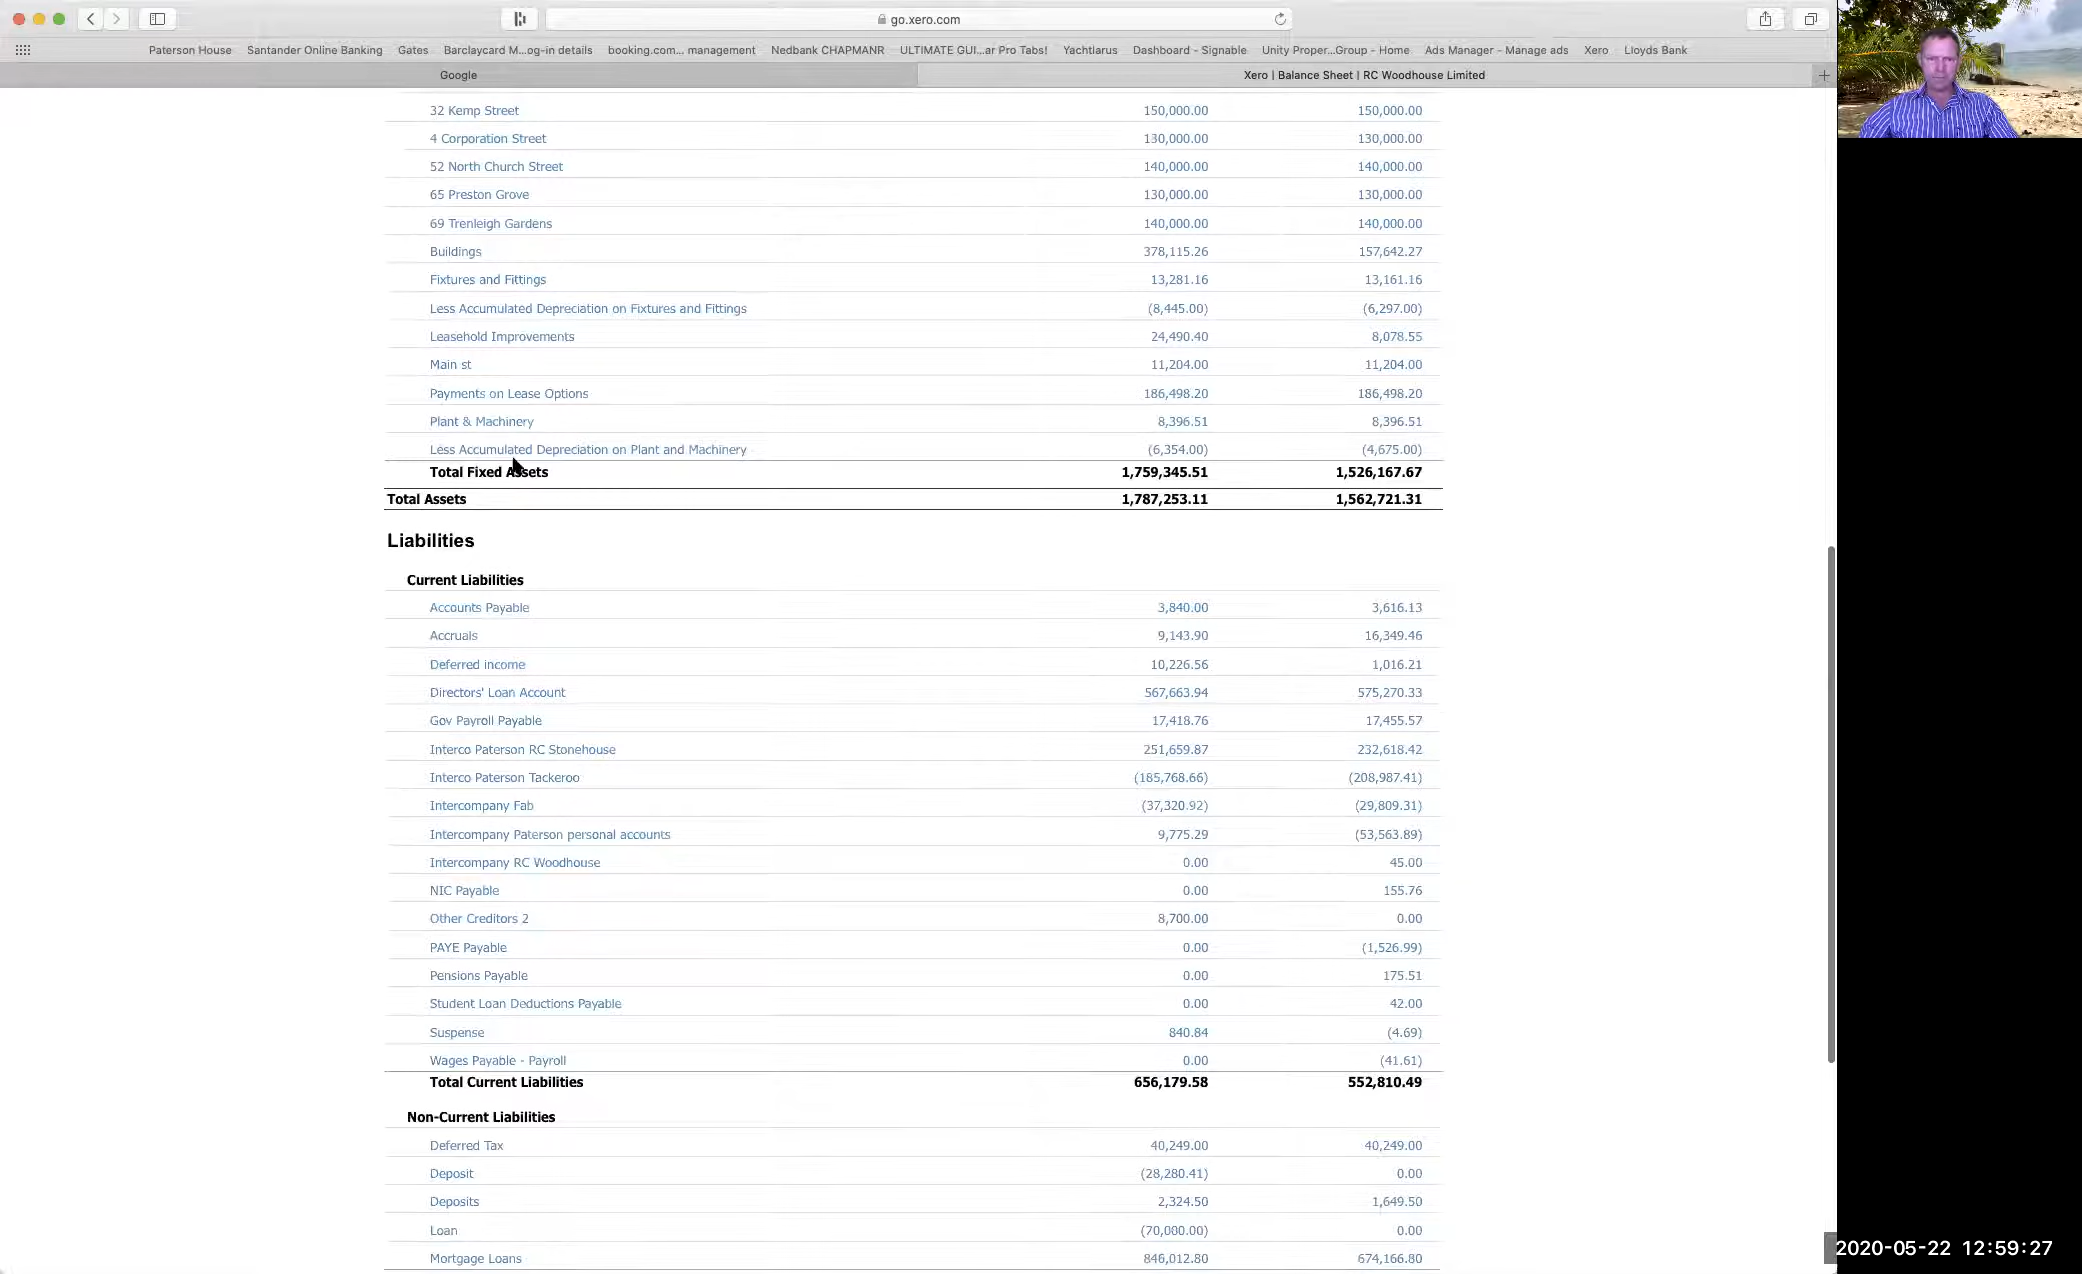 go.xero.com
Paterson House Santander Online Banking Gates Barclaycard M...og-in details booking.com... management Nedbank CHAPMANR ULTIMATE GUI...ar Pro Tabs! Yachtiarus Dashboard - Signable Unity Proper...Group - Home Ads Manager - Manage ads Xero Lloyds Bank
Google Xero | Balance Sheet | RC Woodhouse Limited
32 Kemp Street 150,000.00 150,000.00
4 Corporation Street 130,000.00 130,000.00
52 North Church Street 140,000.00 140,000.00
65 Preston Grove 130,000.00 130,000.00
69 Trenleigh Gardens 140,000.00 140,000.00
Buildings 378,115.26 157,642.27
Fixtures and Fittings 13,281.16 13,161.16
Less Accumulated Depreciation on Fixtures and Fittings (8,445.00) (6,297.00)
Leasehold Improvements 24,490.40 8,078.55
Main st 11,204.00 11,204.00
Payments on Lease Options 186,498.20 186,498.20
Plant & Machinery 8,396.51 8,396.51
Less Accumulated Depreciation on Plant and Machinery (6,354.00) (4,675.00)
Total Fixed Assets 1,759,345.51 1,526,167.67
Total Assets 1,787,253.11 1,562,721.31
Liabilities
Current Liabilities
Accounts Payable 3,840.00 3,616.13
Accruals 9,143.90 16,349.46
Deferred income 10,226.56 1,016.21
Directors' Loan Account 567,663.94 575,270.33
Gov Payroll Payable 17,418.76 17,455.57
Interco Paterson RC Stonehouse 251,659.87 232,618.42
Interco Paterson Tackeroo (185,768.66) (208,987.41)
Intercompany Fab (37,320.92) (29,809.31)
Intercompany Paterson personal accounts 9,775.29 (53,563.89)
Intercompany RC Woodhouse 0.00 45.00
NIC Payable 0.00 155.76
Other Creditors 2 8,700.00 0.00
PAYE Payable 0.00 (1,526.99)
Pensions Payable 0.00 175.51
Student Loan Deductions Payable 0.00 42.00
Suspense 840.84 (4.69)
Wages Payable - Payroll 0.00 (41.61)
Total Current Liabilities 656,179.58 552,810.49
Non-Current Liabilities
Deferred Tax 40,249.00 40,249.00
Deposit (28,280.41) 0.00
Deposits 2,324.50 1,649.50
Loan (70,000.00) 0.00
Mortgage Loans 846,012.80 674,166.80
2020-05-22 12:59:27